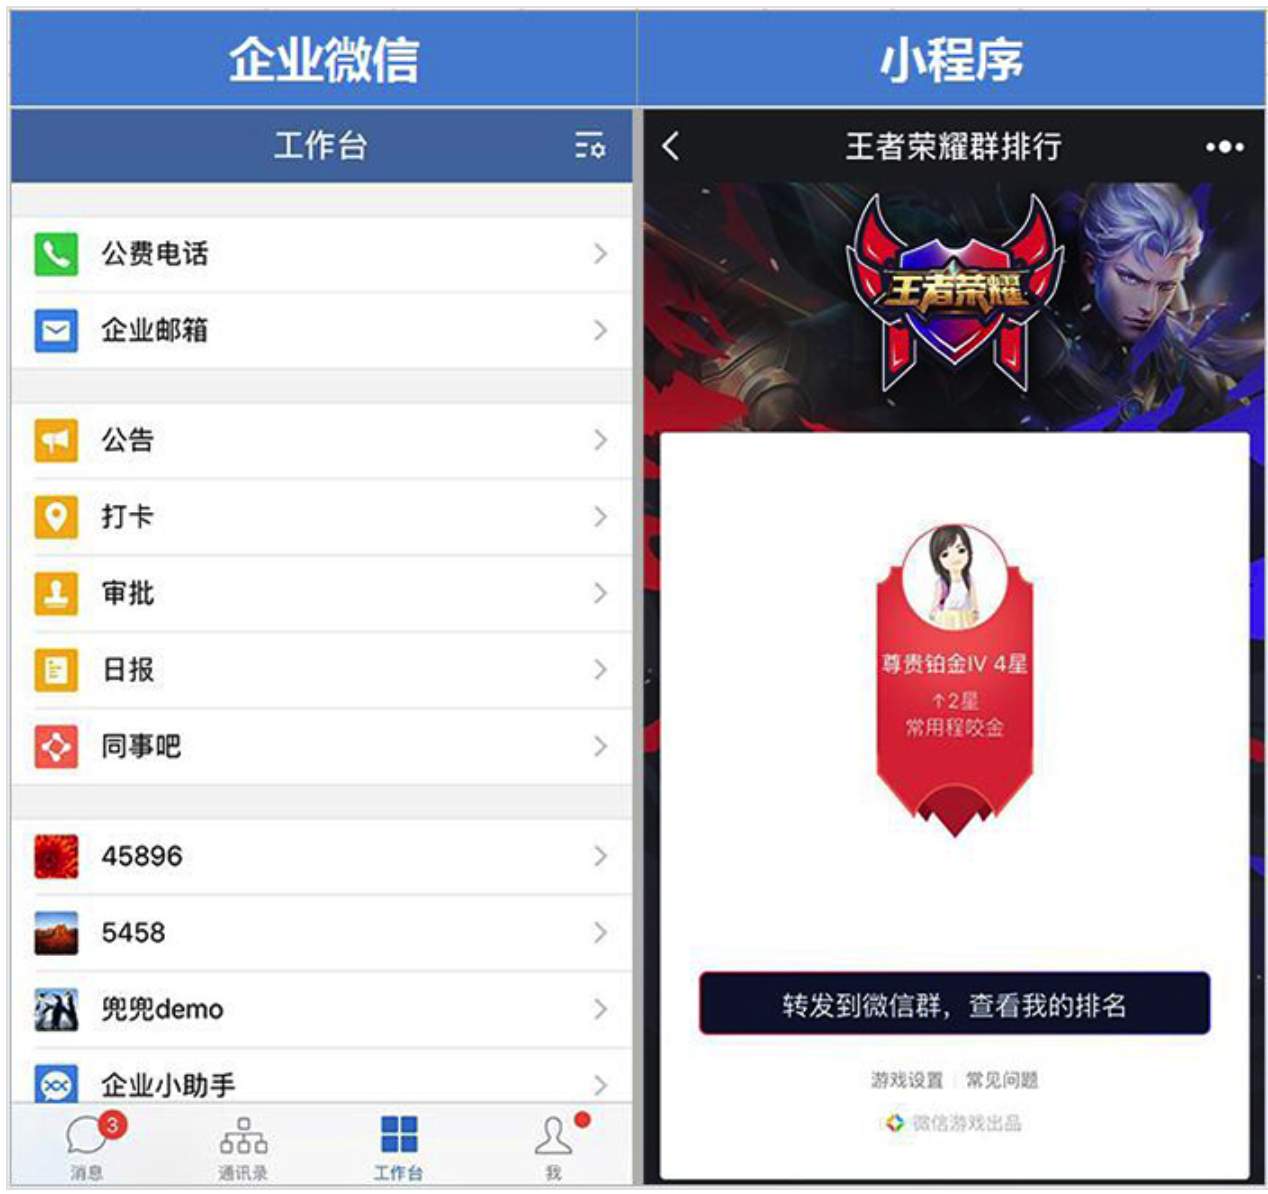 企业微信
小程序
工作台
公费电话
企业邮箱
公告
打卡
审批
日报
同事吧
45896
5458
兜兜demo
企业小助手
3
消息
通讯录
工作台
我
王者荣耀群排行
王者荣耀
尊贵铂金IV 4星
↑2星
常用程咬金
转发到微信群，查看我的排名
游戏设置 | 常见问题
微信游戏出品